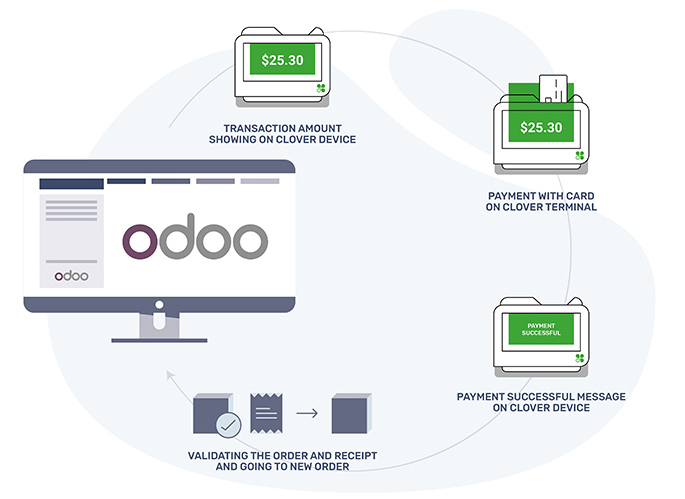 $25.30
TRANSACTION AMOUNT
SHOWING ON CLOVER DEVICE
$25.30
PAYMENT WITH CARD
ON CLOVER TERMINAL
odoo
odoo
PAYMENT
SUCCESSFUL
PAYMENT SUCCESSFUL MESSAGE
ON CLOVER DEVICE
VALIDATING THE ORDER AND RECEIPT
AND GOING TO NEW ORDER